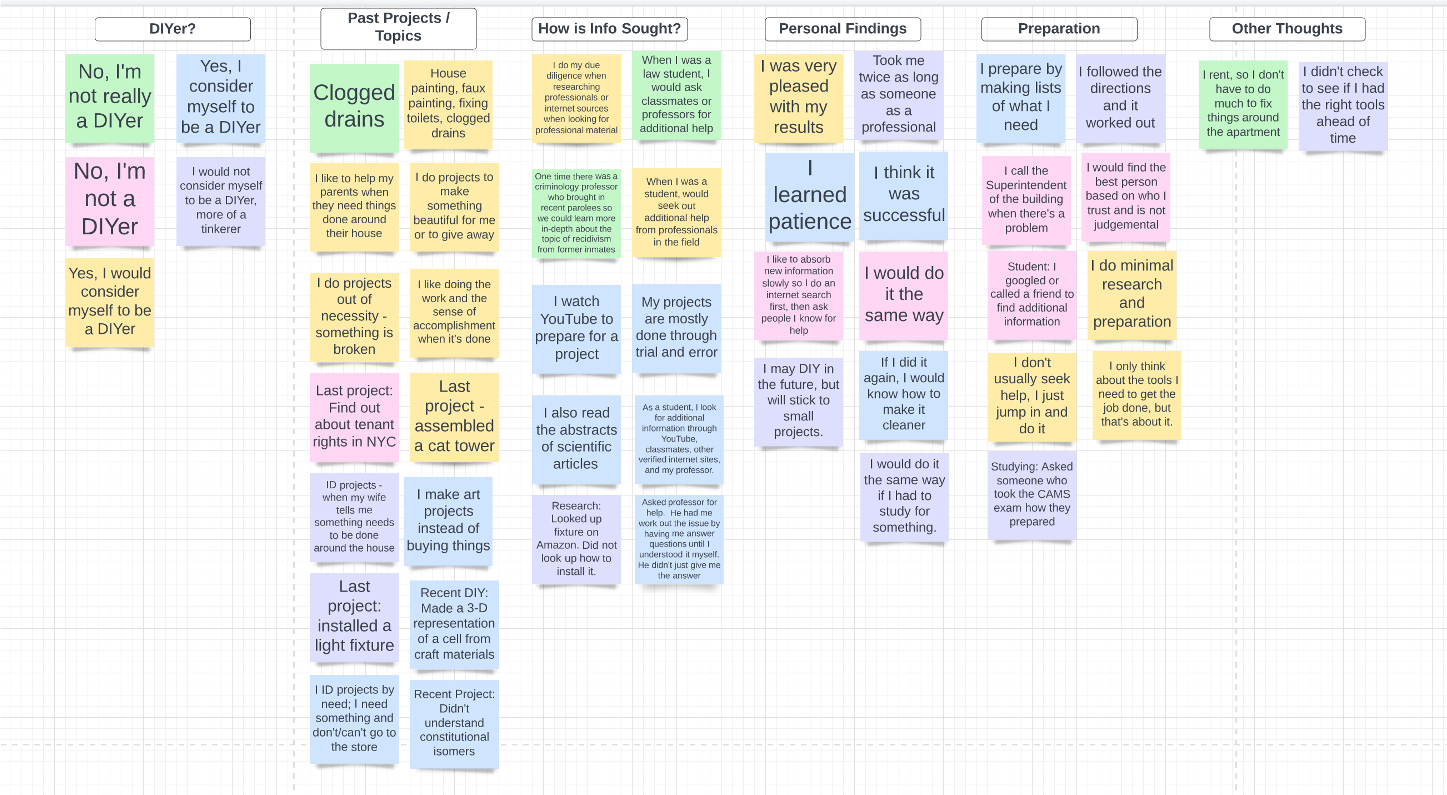 DIYer?
Past Projects /
Topics
How is Info Sought?
Personal Findings
Preparation
Other Thoughts
No, I'm
not really
a DIYer
Yes, I
consider
myself to
be a DIYer
No, I'm
not a
DIYer
I would not
consider myself
to be a DIYer,
more of a
tinkerer
Yes, I would
consider
myself to be
a DIYer
Clogged
drains
House
painting, faux
painting, fixing
toilets, clogged
drains
I like to help my
parents when
they need things
done around
their house
I do projects to
make
something
beautiful for me
or to give away
I do projects
out of
necessity -
something is
broken
I like doing the
work and the
sense of
accomplishment
when it's done
Last project:
Find out
about tenant
rights in NYC
Last
project -
assembled
a cat tower
ID projects -
when my wife
tells me
something needs
to be done
around the house
I make art
projects
instead of
buying things
Last
project:
installed a
light fixture
Recent DIY:
Made a 3-D
representation
of a cell from
craft materials
I ID projects by
need; I need
something and
don't/can't go to
the store
Recent Project:
Didn't
understand
constitutional
isomers
I do my due
diligence when
researching
professionals or
internet sources
when looking for
professional material
When I was a
law student, I
would ask
classmates or
professors for
additional help
One time there was a
criminology professor
who brought in
recent parolees so
we could learn more
in-depth about the
topic of recidivism
from former inmates
When I was a
student, would
seek out
additional help
from professionals
in the field
I watch
YouTube to
prepare for a
project
My projects
are mostly
done through
trial and error
I also read
the abstracts
of scientific
articles
As a student, I look
for additional
information through
YouTube,
classmates, other
verified internet sites,
and my professor.
Research:
Looked up
fixture on
Amazon. Did not
look up how to
install it.
Asked professor for
help. He had me
work out the issue by
having me answer
questions until I
understood it myself.
He didn't just give me
the answer
I was very
pleased
with my
results
Took me
twice as long
as someone
as a
professional
I
learned
patience
I think it
was
successful
I like to absorb
new information
slowly so I do an
internet search
first, then ask
people I know for
help
I would do
it the
same way
I may DIY in
the future, but
will stick to
small
projects.
If I did it
again, I would
know how to
make it
cleaner
I would do it
the same way
if I had to
study for
something.
I prepare by
making lists
of what I
need
I followed the
directions
and it
worked out
I call the
Superintendent
of the building
when there's a
problem
I would find the
best person
based on who I
trust and is not
judgemental
Student: I
googled or
called a friend to
find additional
information
I do minimal
research
and
preparation
I don't
usually seek
help, I just
jump in and
do it
I only think
about the tools I
need to get the
job done, but
that's about it.
Studying: Asked
someone who
took the CAMS
exam how they
prepared
I rent, so I don't
have to do
much to fix
things around
the apartment
I didn't check
to see if I had
the right tools
ahead of
time